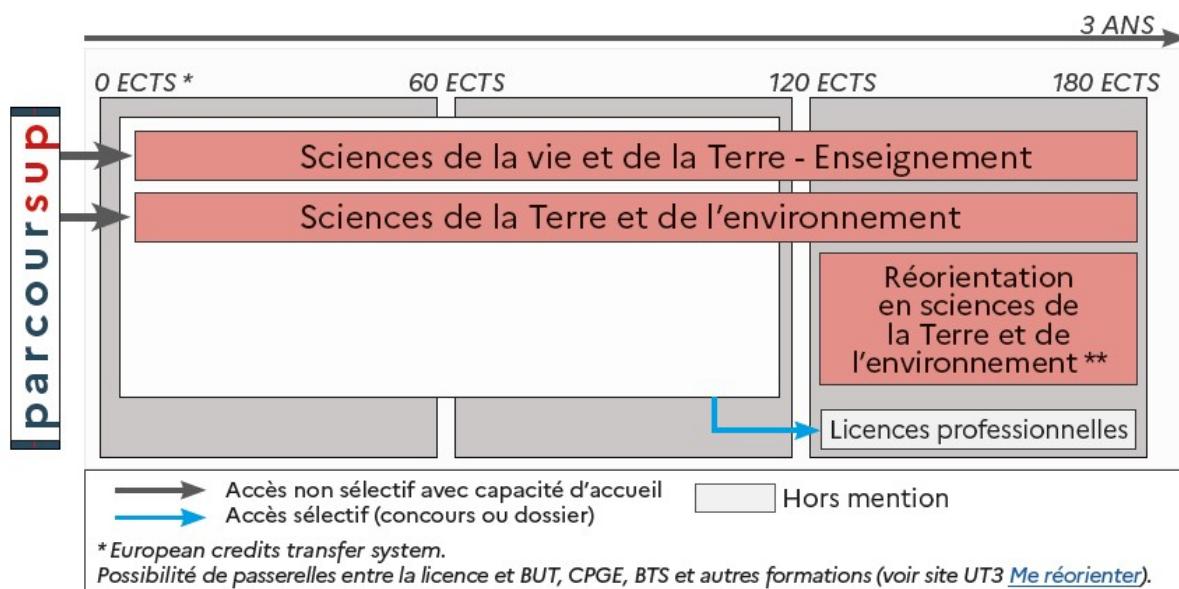 3 ANS
0 ECTS * 60 ECTS 120 ECTS 180 ECTS
parcoursup
Sciences de la vie et de la Terre - Enseignement
Sciences de la Terre et de l'environnement
Réorientation
en sciences de
la Terre et de
l'environnement **
Licences professionnelles
Accès non sélectif avec capacité d'accueil
Hors mention
Accès sélectif (concours ou dossier)
* European credits transfer system.
Possibilité de passerelles entre la licence et BUT, CPGE, BTS et autres formations (voir site UT3 Me réorienter).